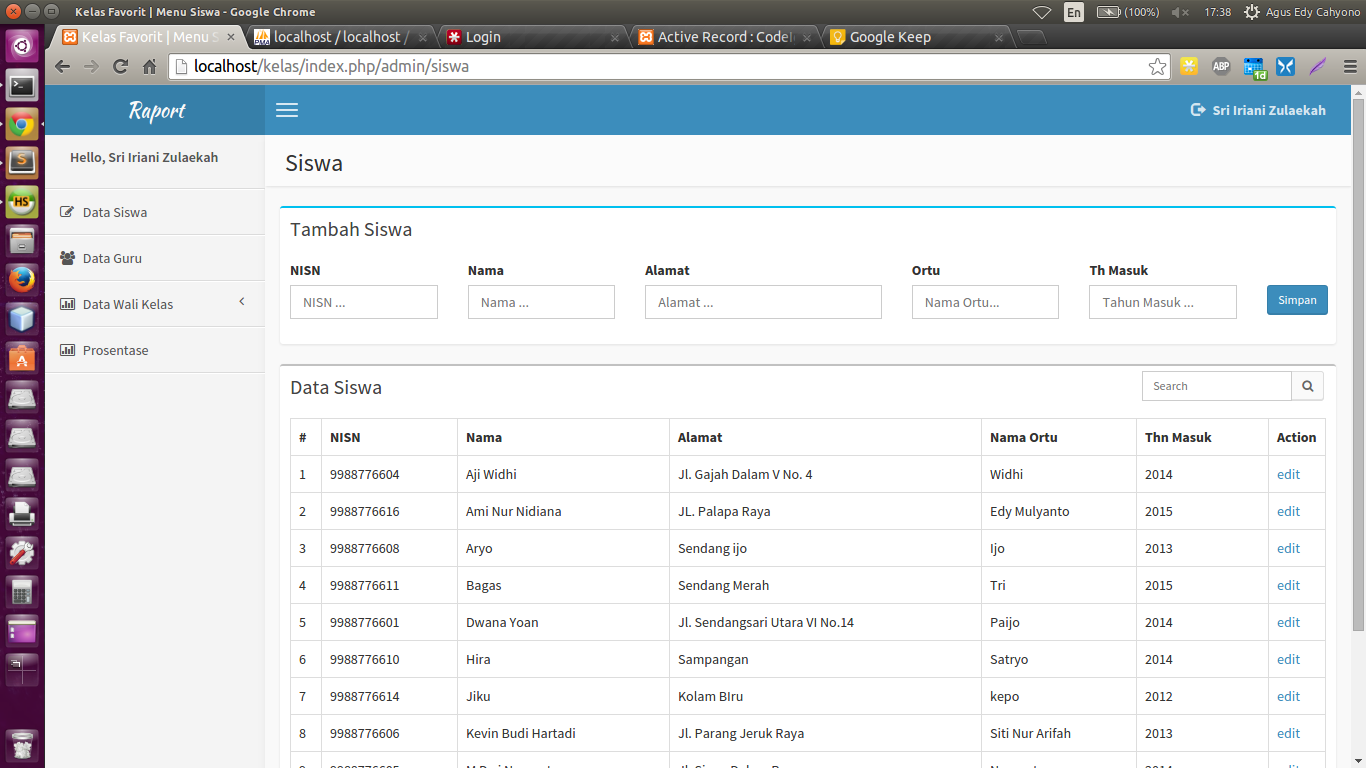 Kelas Favorit | Menu Siswa - Google Chrome
En
(100%)
17:38
Agus Edy Cahyono
Kelas Favorit | Menu S
localhost / localhost /
Login
Active Record : CodeI
Google Keep
localhost/kelas/index.php/admin/siswa
ABP
1d
Raport
Sri Iriani Zulaekah
Hello, Sri Iriani Zulaekah
Data Siswa
Data Guru
Data Wali Kelas
Prosentase
Siswa
Tambah Siswa
NISN Nama Alamat Ortu Th Masuk
NISN ... Nama ... Alamat ... Nama Ortu... Tahun Masuk ... Simpan
Data Siswa
Search
# NISN Nama Alamat Nama Ortu Thn Masuk Action
1 9988776604 Aji Widhi Jl. Gajah Dalam V No. 4 Widhi 2014 edit
2 9988776616 Ami Nur Nidiana JL. Palapa Raya Edy Mulyanto 2015 edit
3 9988776608 Aryo Sendang ijo Ijo 2013 edit
4 9988776611 Bagas Sendang Merah Tri 2015 edit
5 9988776601 Dwana Yoan Jl. Sendangsari Utara VI No.14 Paijo 2014 edit
6 9988776610 Hira Sampangan Satryo 2014 edit
7 9988776614 Jiku Kolam BIru kepo 2012 edit
8 9988776606 Kevin Budi Hartadi Jl. Parang Jeruk Raya Siti Nur Arifah 2013 edit